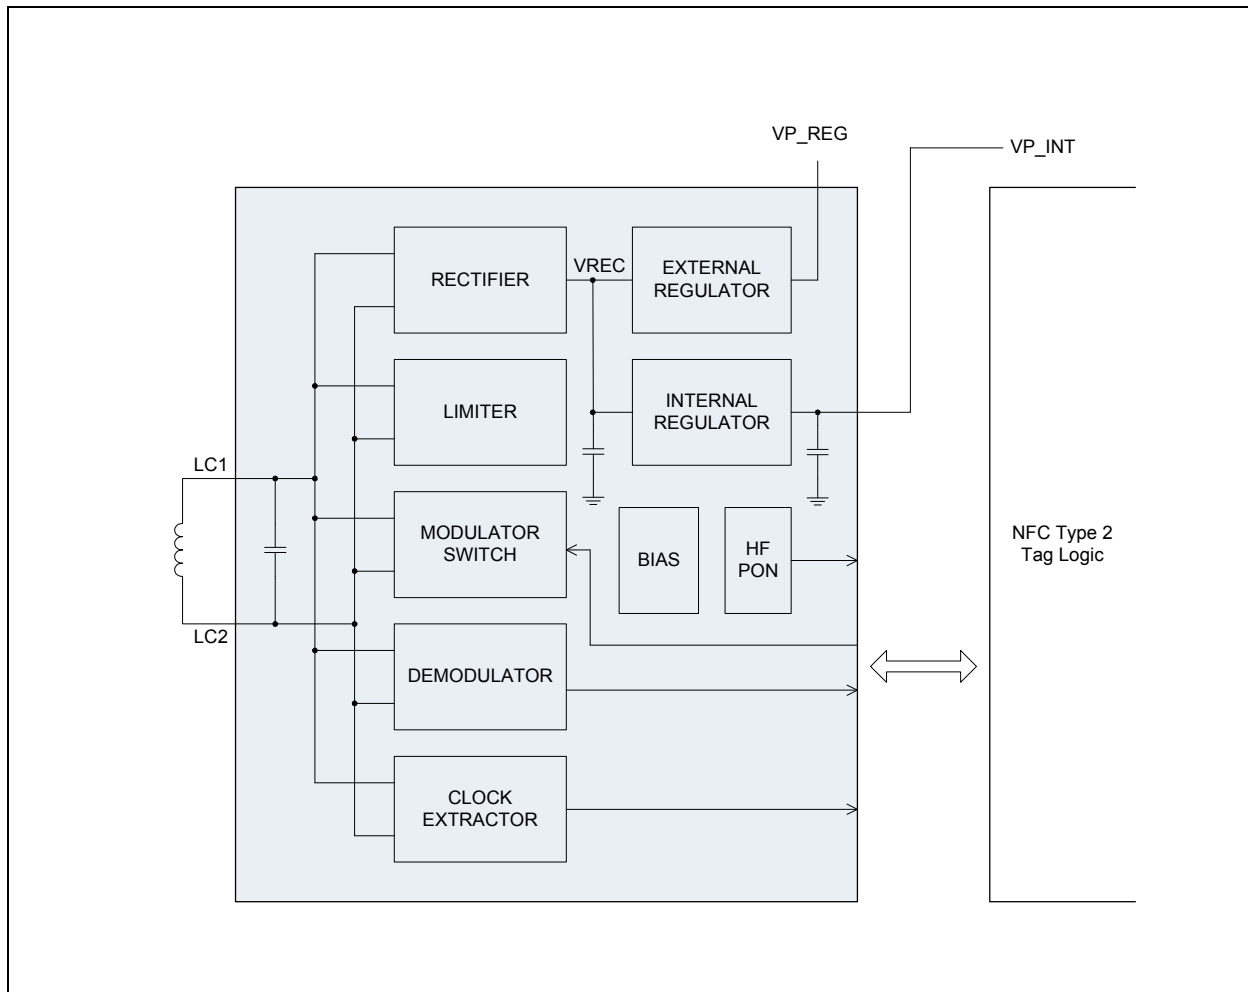 VP_REG
VP_INT
RECTIFIER
VREC
EXTERNAL
REGULATOR
LIMITER
INTERNAL
REGULATOR
LC1
MODULATOR
SWITCH
BIAS
HF
PON
NFC Type 2
Tag Logic
LC2
DEMODULATOR
CLOCK
EXTRACTOR